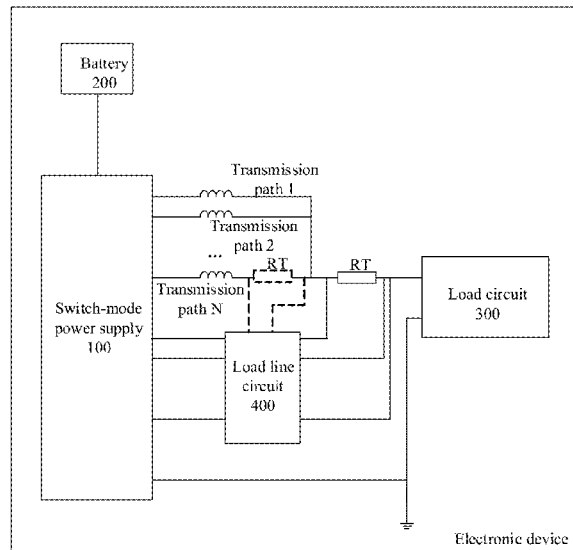 Battery
200
Transmission
path 1
Transmission
path 2
...
RT
RT
Transmission
path N
Switch-mode
power supply
100
Load circuit
300
Load line
circuit
400
Electronic device